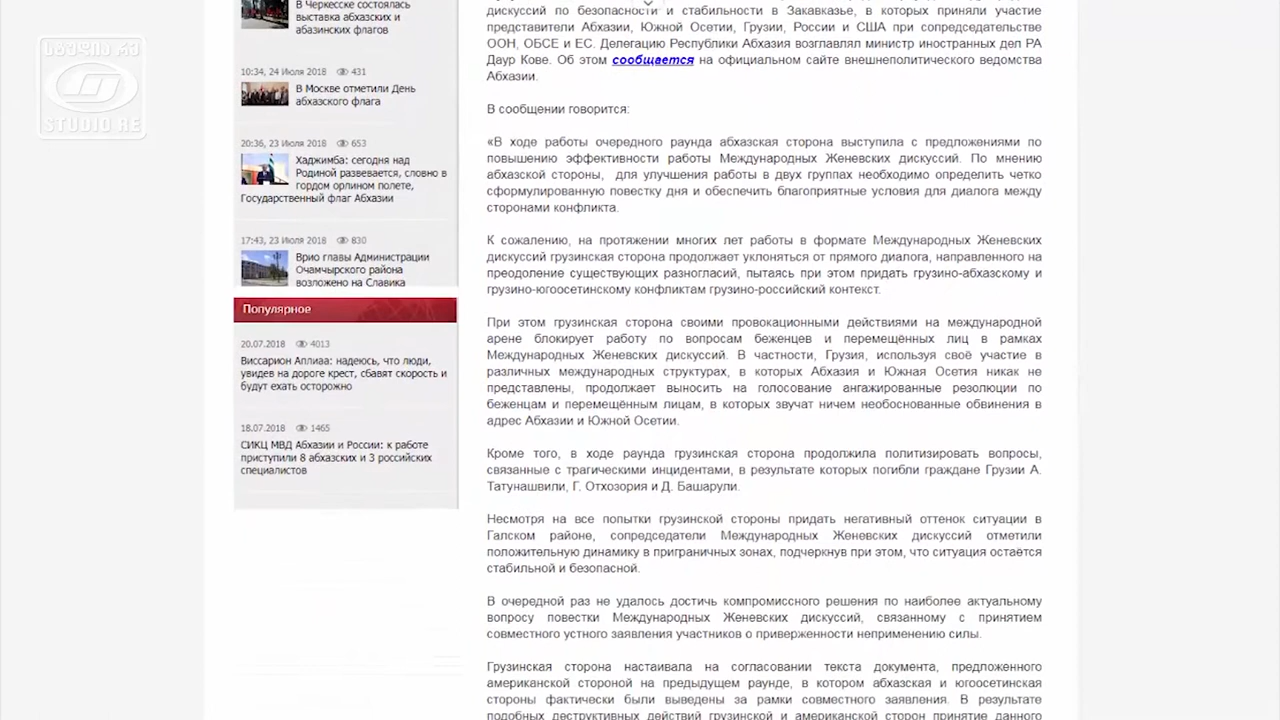 სტუდია რე
STUDIO RE
В Черкесске состоялась
выставка абхазских и
абазинских флагов
10:34, 24 Июля 2018 431
В Москве отметили День
абхазского флага
20:36, 23 Июля 2018 653
Хаджимба: сегодня над
Родиной развевается, словно в
гордом орлином полете,
Государственный флаг Абхазии
17:43, 23 Июля 2018 830
Врио главы Администрации
Очамчырского района
возложено на Славика
Популярное
20.07.2018 4013
Виссарион Аплиаа: надеюсь, что люди,
увидев на дороге крест, сбавят скорость и
будут ехать осторожно
18.07.2018 1465
СИКЦ МВД Абхазии и России: к работе
приступили 8 абхазских и 3 российских
специалистов
дискуссий по безопасности и стабильности в Закавказье, в которых приняли участие
представители Абхазии, Южной Осетии, Грузии, России и США при сопредседательстве
ООН, ОБСЕ и ЕС. Делегацию Республики Абхазия возглавлял министр иностранных дел РА
Даур Кове. Об этом сообщается на официальном сайте внешнеполитического ведомства
Абхазии.
В сообщении говорится:
«В ходе работы очередного раунда абхазская сторона выступила с предложениями по
повышению эффективности работы Международных Женевских дискуссий. По мнению
абхазской стороны, для улучшения работы в двух группах необходимо определить четко
сформулированную повестку дня и обеспечить благоприятные условия для диалога между
сторонами конфликта.
К сожалению, на протяжении многих лет работы в формате Международных Женевских
дискуссий грузинская сторона продолжает уклоняться от прямого диалога, направленного на
преодоление существующих разногласий, пытаясь при этом придать грузино-абхазскому и
грузино-югоосетинскому конфликтам грузино-российский контекст.
При этом грузинская сторона своими провокационными действиями на международной
арене блокирует работу по вопросам беженцев и перемещённых лиц в рамках
Международных Женевских дискуссий. В частности, Грузия, используя своё участие в
различных международных структурах, в которых Абхазия и Южная Осетия никак не
представлены, продолжает выносить на голосование ангажированные резолюции по
беженцам и перемещённым лицам, в которых звучат ничем необоснованные обвинения в
адрес Абхазии и Южной Осетии.
Кроме того, в ходе раунда грузинская сторона продолжила политизировать вопросы,
связанные с трагическими инцидентами, в результате которых погибли граждане Грузии А.
Татунашвили, Г. Отхозория и Д. Башарули.
Несмотря на все попытки грузинской стороны придать негативный оттенок ситуации в
Галском районе, сопредседатели Международных Женевских дискуссий отметили
положительную динамику в приграничных зонах, подчеркнув при этом, что ситуация остаётся
стабильной и безопасной.
В очередной раз не удалось достичь компромиссного решения по наиболее актуальному
вопросу повестки Международных Женевских дискуссий, связанному с принятием
совместного устного заявления участников о приверженности неприменению силы.
Грузинская сторона настаивала на согласовании текста документа, предложенного
американской стороной на предыдущем раунде, в котором абхазская и югоосетинская
стороны фактически были выведены за рамки совместного заявления. В результате
подобных деструктивных действий грузинской и американской сторон принятие данного